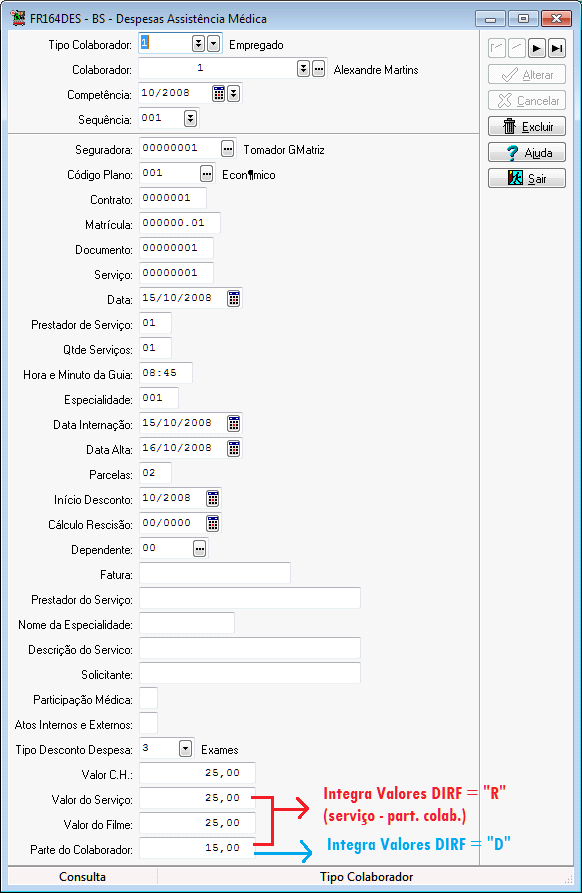 FR164DES - BS - Despesas Assistência Médica
Tipo Colaborador: 1 Empregado
Colaborador: 1 Alexandre Martins
Competência: 10/2008
Sequência: 001
Alterar
Cancelar
Excluir
Ajuda
Sair
Seguradora: 00000001 Tomador GMatriz
Código Plano: 001 Econ¶mico
Contrato: 0000001
Matrícula: 000000.01
Documento: 00000001
Serviço: 00000001
Data: 15/10/2008
Prestador de Serviço: 01
Qtde Serviços: 01
Hora e Minuto da Guia: 08:45
Especialidade: 001
Data Internação: 15/10/2008
Data Alta: 16/10/2008
Parcelas: 02
Início Desconto: 10/2008
Cálculo Rescisão: 00/0000
Dependente: 00
Fatura:
Prestador do Serviço:
Nome da Especialidade:
Descrição do Servico:
Solicitante:
Participação Médica:
Atos Internos e Externos:
Tipo Desconto Despesa: 3 Exames
Valor C.H.: 25,00
Valor do Serviço: 25,00
Valor do Filme: 25,00
Parte do Colaborador: 15,00
Integra Valores DIRF = "R"
(serviço - part. colab.)
Integra Valores DIRF = "D"
Consulta Tipo Colaborador